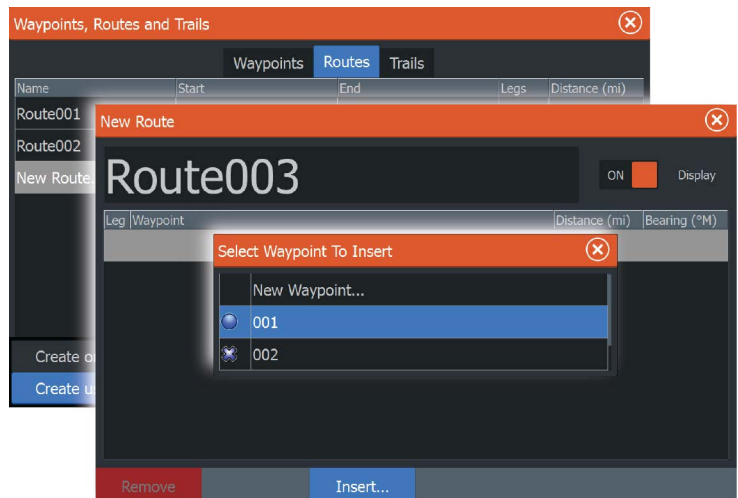 Waypoints, Routes and Trails
Waypoints Routes Trails
Name Start End Legs Distance (mi)
Route001
Route002
New Route
New Route
Route003
ON Display
Leg Waypoint Distance (mi) Bearing (°M)
Select Waypoint To Insert
New Waypoint...
001
002
Create
Create
Remove Insert...